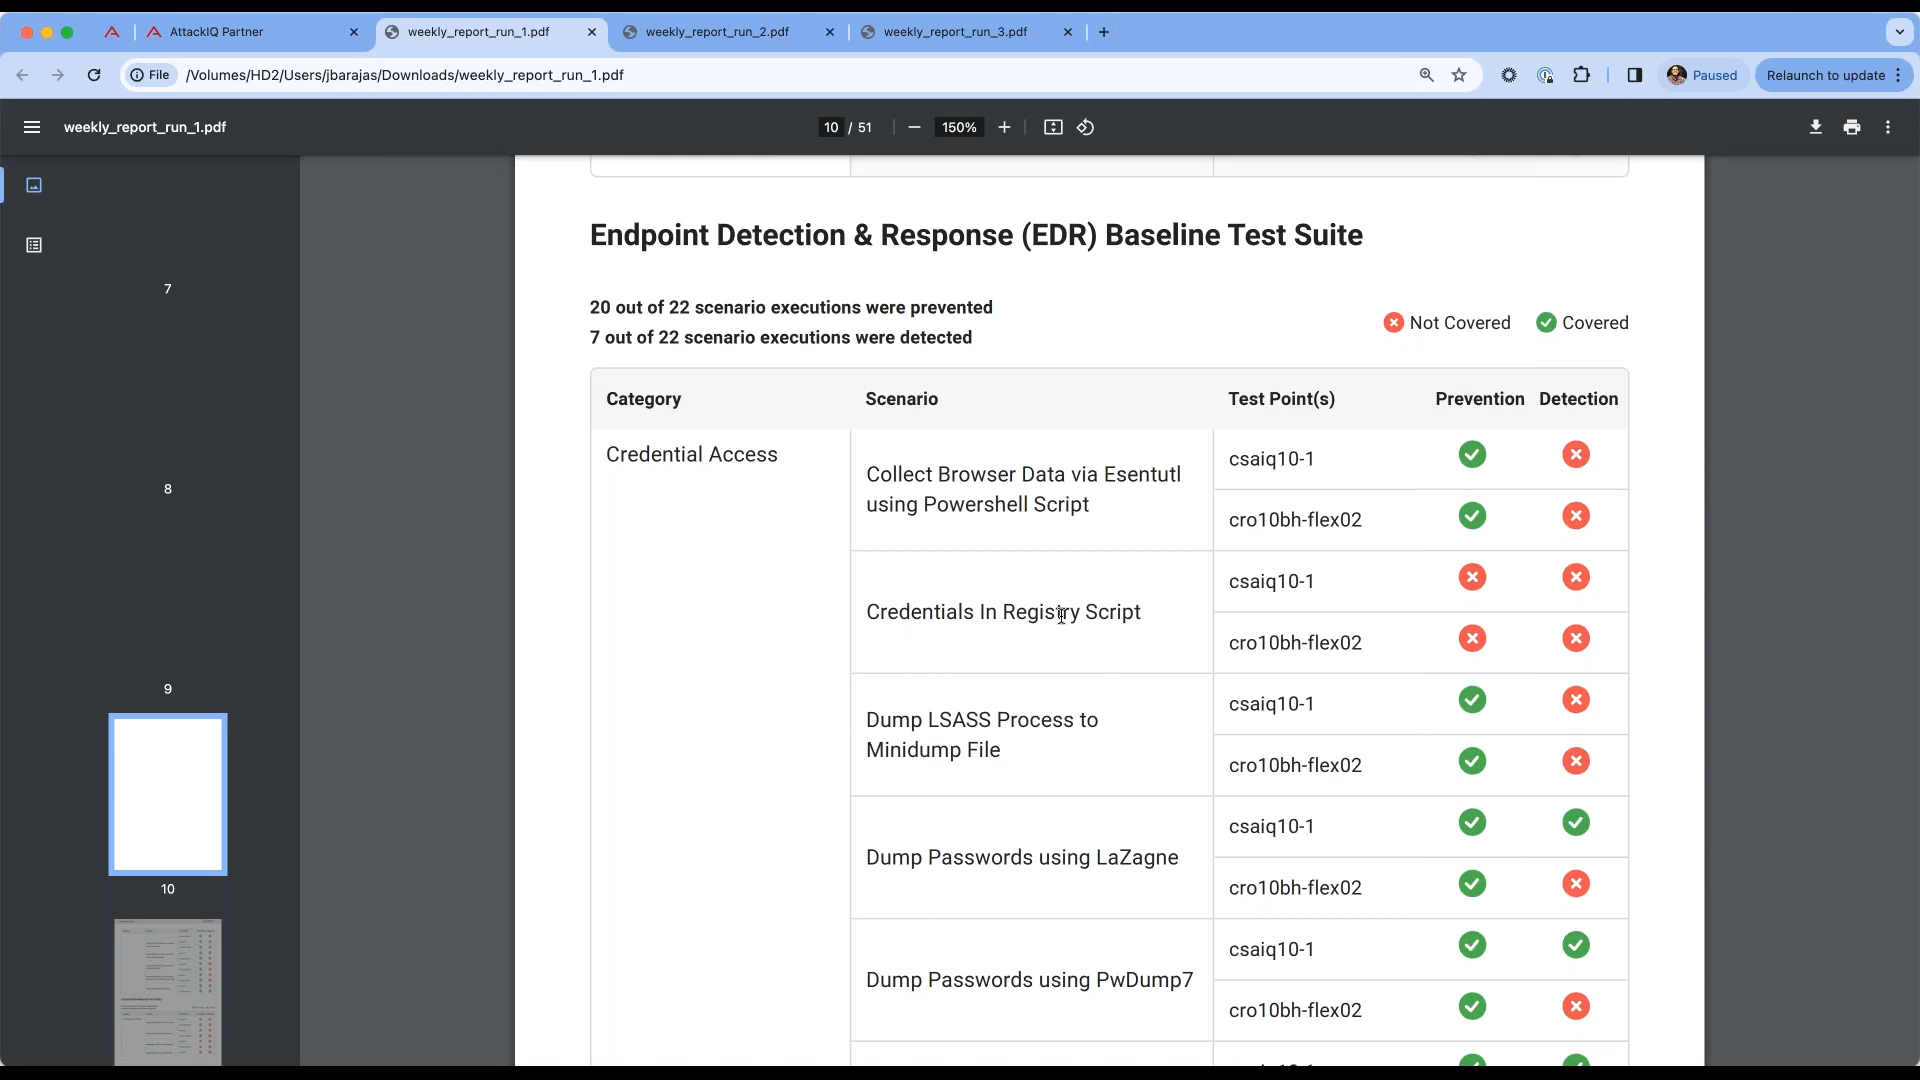 AttackIQ Partner
weekly_report_run_1.pdf
weekly_report_run_2.pdf
weekly_report_run_3.pdf
File
/Volumes/HD2/Users/jbarajas/Downloads/weekly_report_run_1.pdf
Paused
Relaunch to update
weekly_report_run_1.pdf
10 / 51
150%
7
8
9
10
Endpoint Detection & Response (EDR) Baseline Test Suite
20 out of 22 scenario executions were prevented
7 out of 22 scenario executions were detected
Not Covered
Covered
Category Scenario Test Point(s) Prevention Detection
Credential Access
Collect Browser Data via Esentutl
using Powershell Script
csaiq10-1
cro10bh-flex02
Credentials In Registry Script
csaiq10-1
cro10bh-flex02
Dump LSASS Process to
Minidump File
csaiq10-1
cro10bh-flex02
Dump Passwords using LaZagne
csaiq10-1
cro10bh-flex02
Dump Passwords using PwDump7
csaiq10-1
cro10bh-flex02